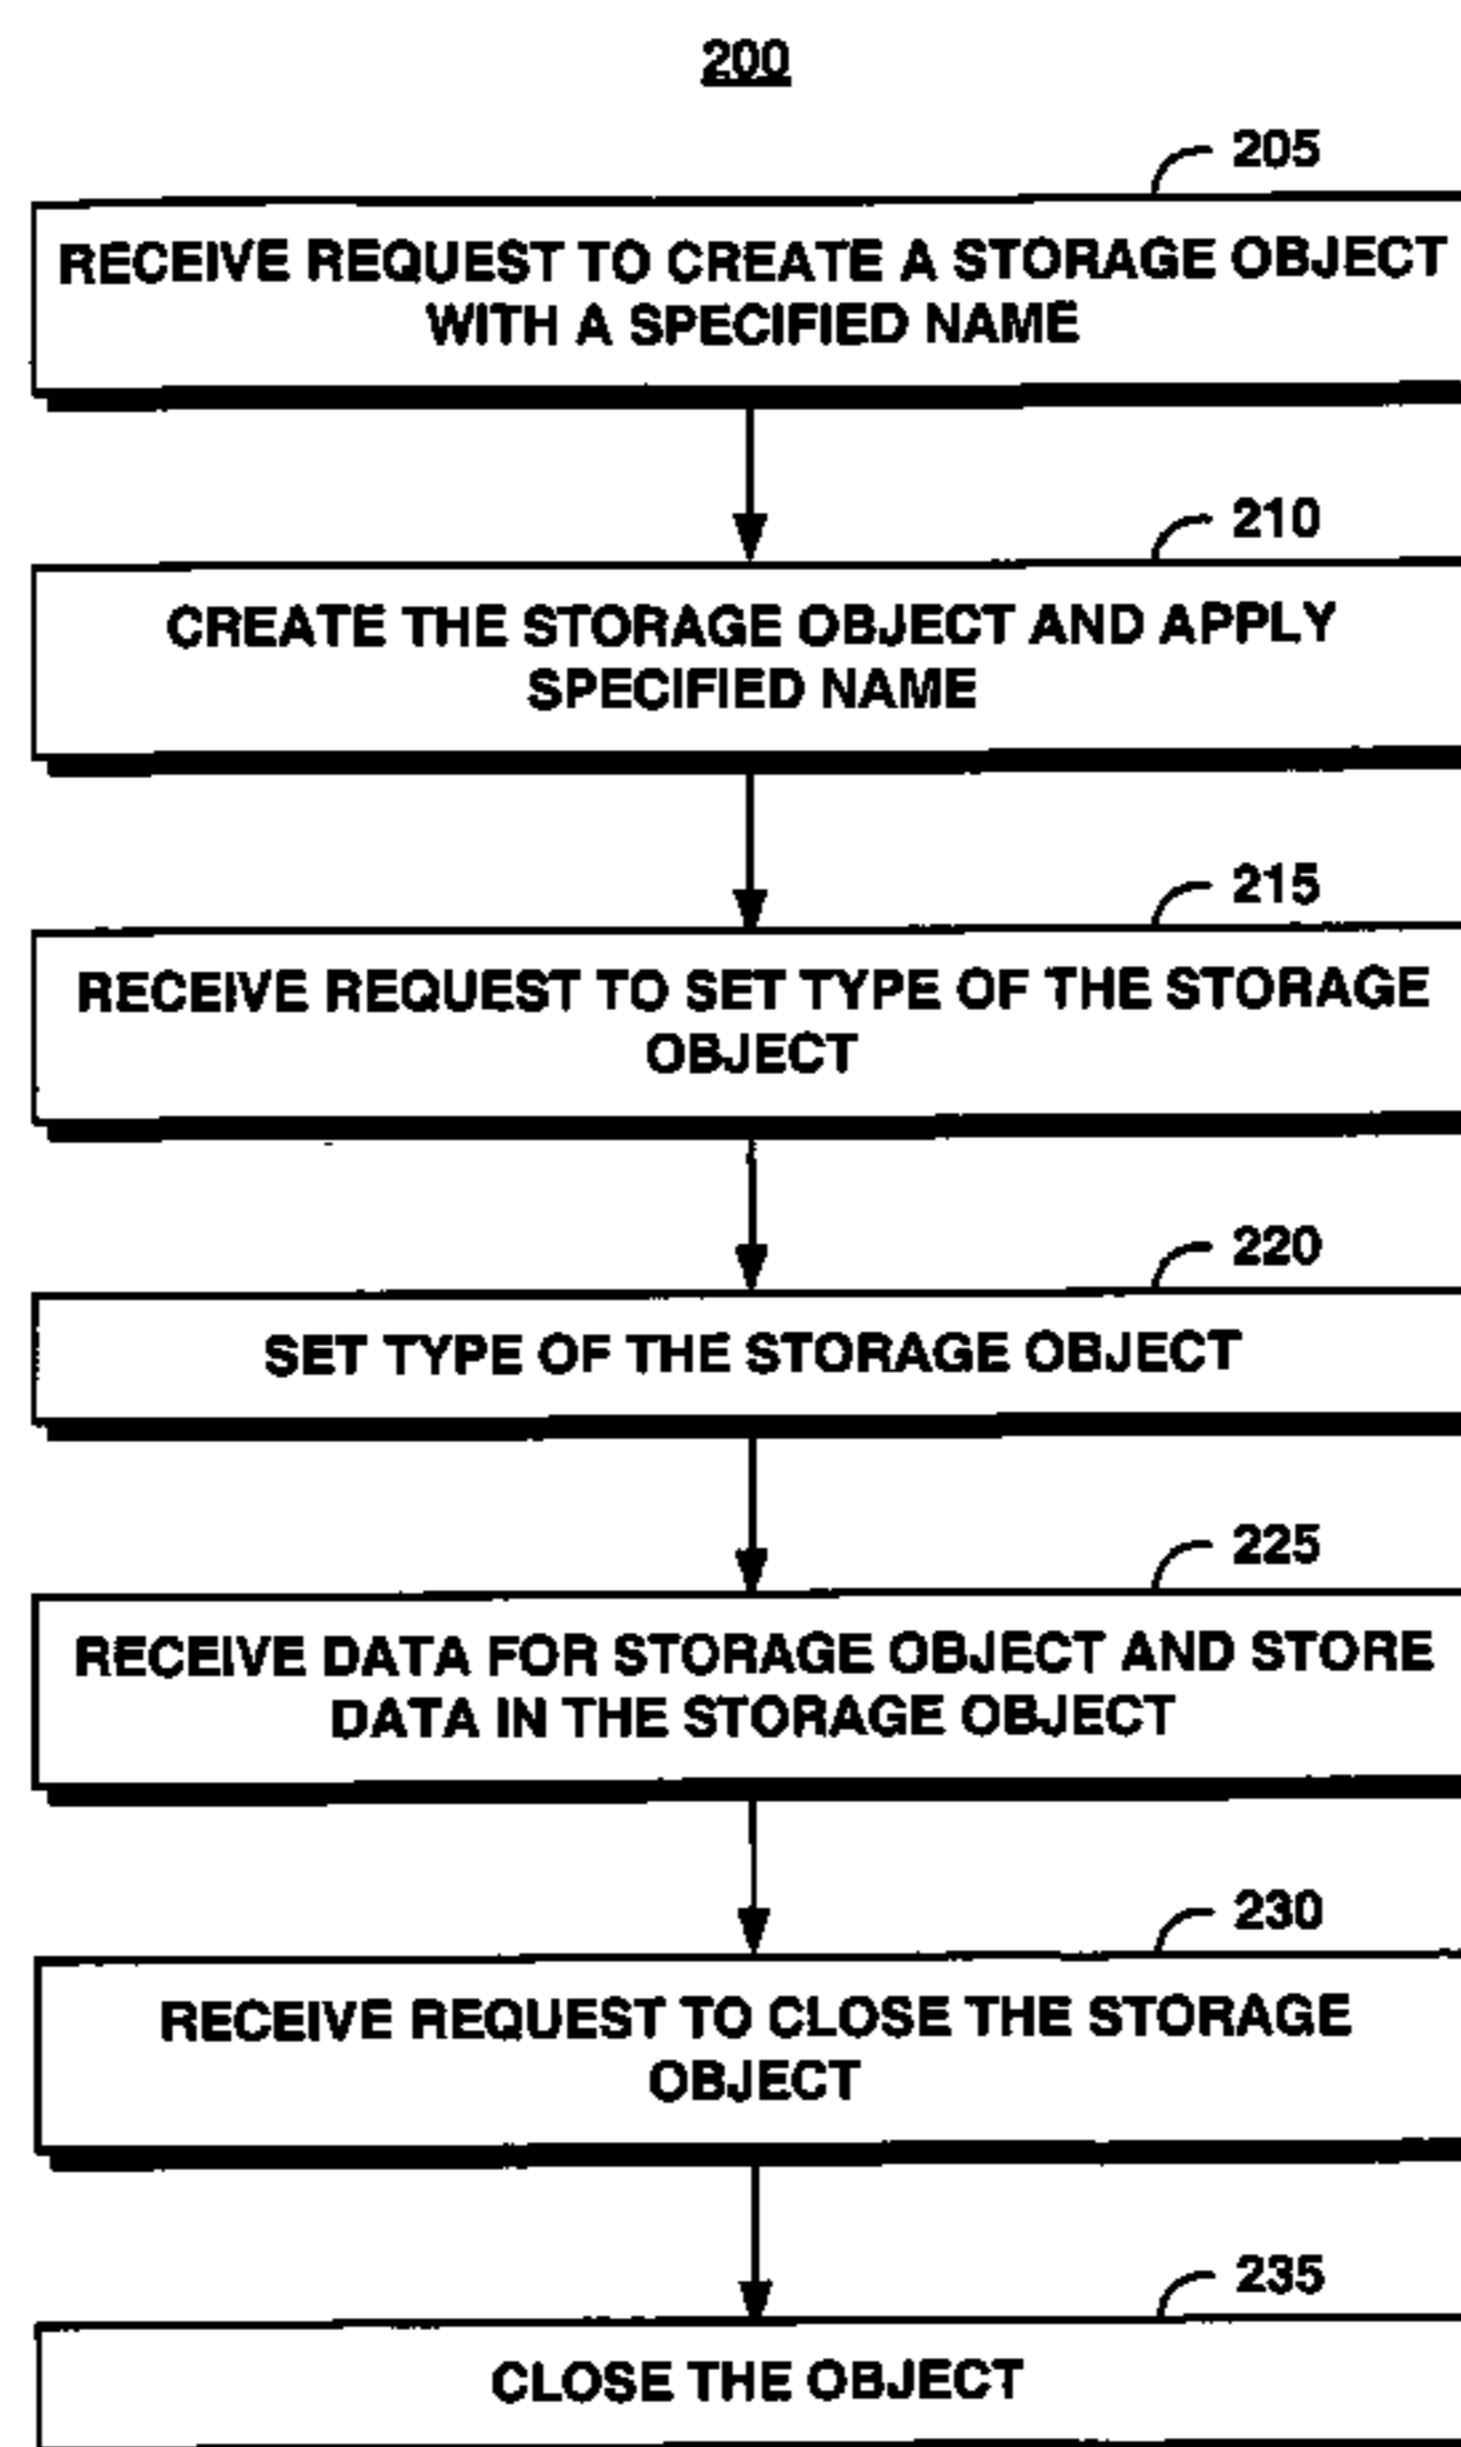 200
205
RECEIVE REQUEST TO CREATE A STORAGE OBJECT
WITH A SPECIFIED NAME
210
CREATE THE STORAGE OBJECT AND APPLY
SPECIFIED NAME
215
RECEIVE REQUEST TO SET TYPE OF THE STORAGE
OBJECT
220
SET TYPE OF THE STORAGE OBJECT
225
RECEIVE DATA FOR STORAGE OBJECT AND STORE
DATA IN THE STORAGE OBJECT
230
RECEIVE REQUEST TO CLOSE THE STORAGE
OBJECT
235
CLOSE THE OBJECT